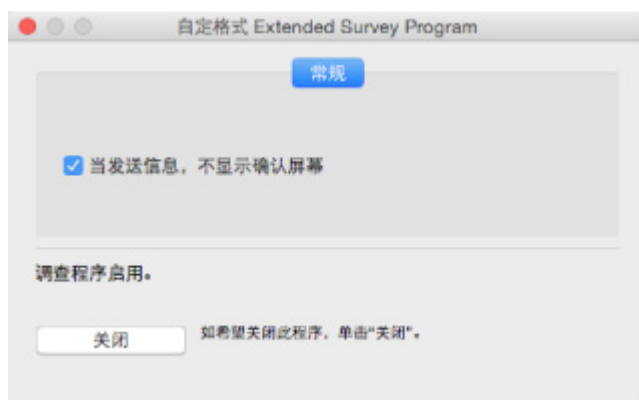 自定格式 Extended Survey Program
常规
当发送信息，不显示确认屏幕
调查程序启用。
关闭
如希望关闭此程序，单击“关闭”。